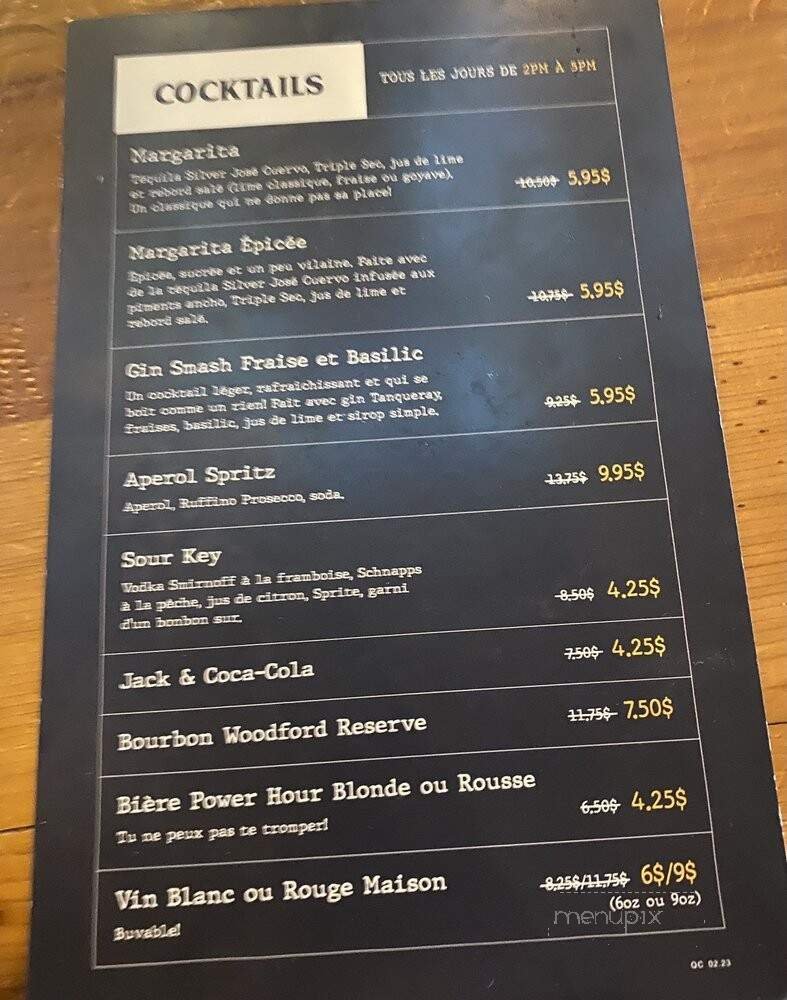 COCKTAILS
TOUS LES JOURS DE 2PM À 5PM
Margarita
Tequila Silver José Cuervo, Triple Sec, jus de lime
et rebord salé (lime classique, fraise ou goyave).
Un classique qui ne donne pas sa place!
10,50$ 5.95$
Margarita Épicée
Épicée, sucrée et un peu vilaine. Faite avec
de la tequila Silver José Cuervo infusée aux
piments ancho, Triple Sec, jus de lime et
rebord salé.
10,75$ 5.95$
Gin Smash Fraise et Basilic
Un cocktail léger, rafraîchissant et qui se
boit comme un rien! Fait avec gin Tanqueray,
fraises, basilic, jus de lime et sirop simple.
9,25$ 5.95$
Aperol Spritz
Aperol, Ruffino Prosecco, soda.
13,75$ 9.95$
Sour Key
Vodka Smirnoff à la framboise, Schnapps
à la pêche, jus de citron, Sprite, garni
d'un bonbon sur.
8,50$ 4.25$
Jack & Coca-Cola
7,50$ 4.25$
Bourbon Woodford Reserve
11,75$ 7.50$
Bière Power Hour Blonde ou Rousse
Tu ne peux pas te tromper!
6,50$ 4.25$
Vin Blanc ou Rouge Maison
Buvable!
8,25$/11,75$ 6$/9$
(6oz ou 9oz)
menupix
QC 02.23